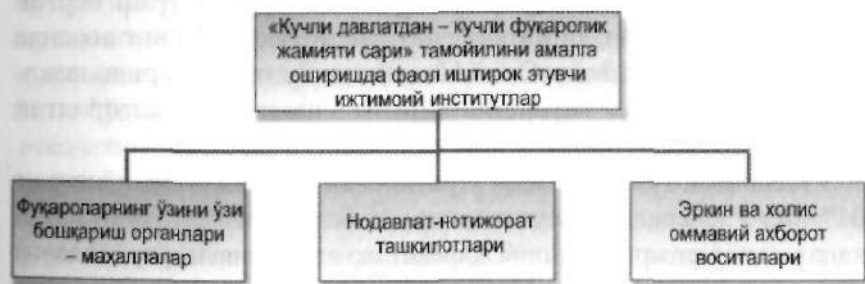 «Кучли давлатдан – кучли фуқаролик
жамияти сари» тамойилини амалга
оширишда фаол иштирок этувчи
ижтимоий институтлар
Фуқароларнинг ўзини ўзи
бошқариш органлари
– маҳаллалар
Нодавлат-нотижорат
ташкилотлари
Эркин ва холис
оммавий ахборот
воситалари